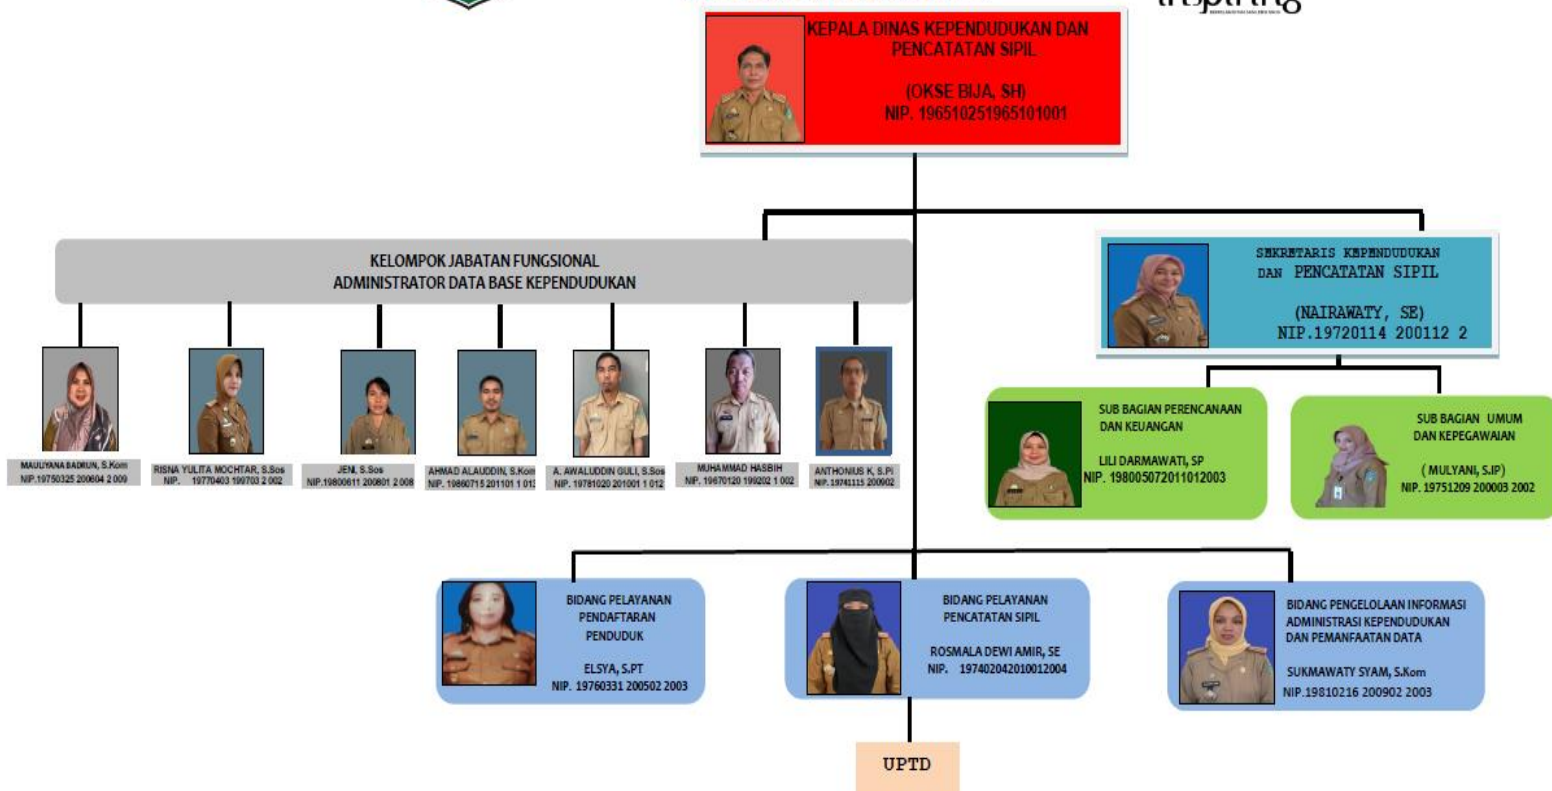 KEPALA DINAS KEPENDUDUKAN DAN
PENCATATAN SIPIL
(OKSE BIJA, SH)
NIP. 196510251965101001
KELOMPOK JABATAN FUNGSIONAL
ADMINISTRATOR DATA BASE KEPENDUDUKAN
SEKRETARIS KEPENDUDUKAN
DAN PENCATATAN SIPIL
(NAIRAWATY, SE)
NIP.19720114 200112 2
MAULIYANA BADRUN, S.Kom
NIP.19750325 200604 2 009
RISNA YULITA MOCHTAR, S.Sos
NIP. 19770403 199703 2 002
JENI, S.Sos
NIP.19800611 200801 2 008
AHMAD ALAUDDIN, S.Kom
NIP. 19860715 201101 1 013
A. AWALUDDIN GULI, S.Sos
NIP. 19781020 201001 1 012
MUHAMMAD HASBIH
NIP. 19670120 199202 1 002
ANTHONIUS K, S.Pi
NIP. 19741115 200902
SUB BAGIAN PERENCANAAN
DAN KEUANGAN
LILI DARMAWATI, SP
NIP. 198005072011012003
SUB BAGIAN UMUM
DAN KEPEGAWAIAN
( MULYANI, S.IP)
NIP. 19751209 200003 2002
BIDANG PELAYANAN
PENDAFTARAN
PENDUDUK
ELSYA, S.PT
NIP. 19760331 200502 2003
BIDANG PELAYANAN
PENCATATAN SIPIL
ROSMALA DEWI AMIR, SE
NIP. 197402042010012004
BIDANG PENGELOLAAN INFORMASI
ADMINISTRASI KEPENDUDUKAN
DAN PEMANFAATAN DATA
SUKMAWATY SYAM, S.Kom
NIP.19810216 200902 2003
UPTD